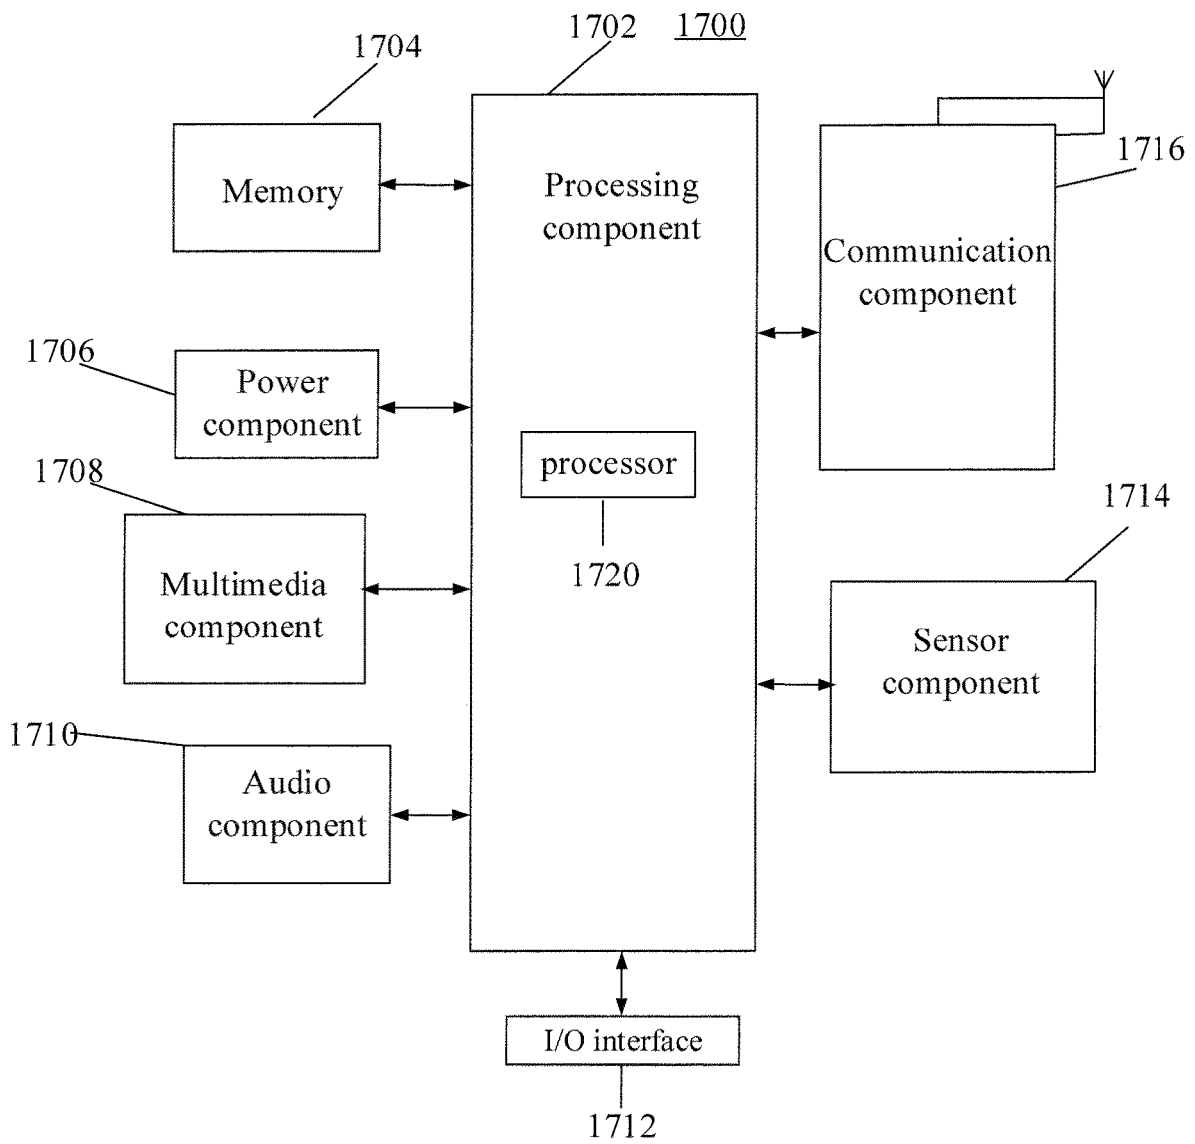 1702
1700
1704
Memory
Processing
component
1716
Communication
component
1706
Power
component
1708
processor
1720
1714
Multimedia
component
Sensor
component
1710
Audio
component
I/O interface
1712